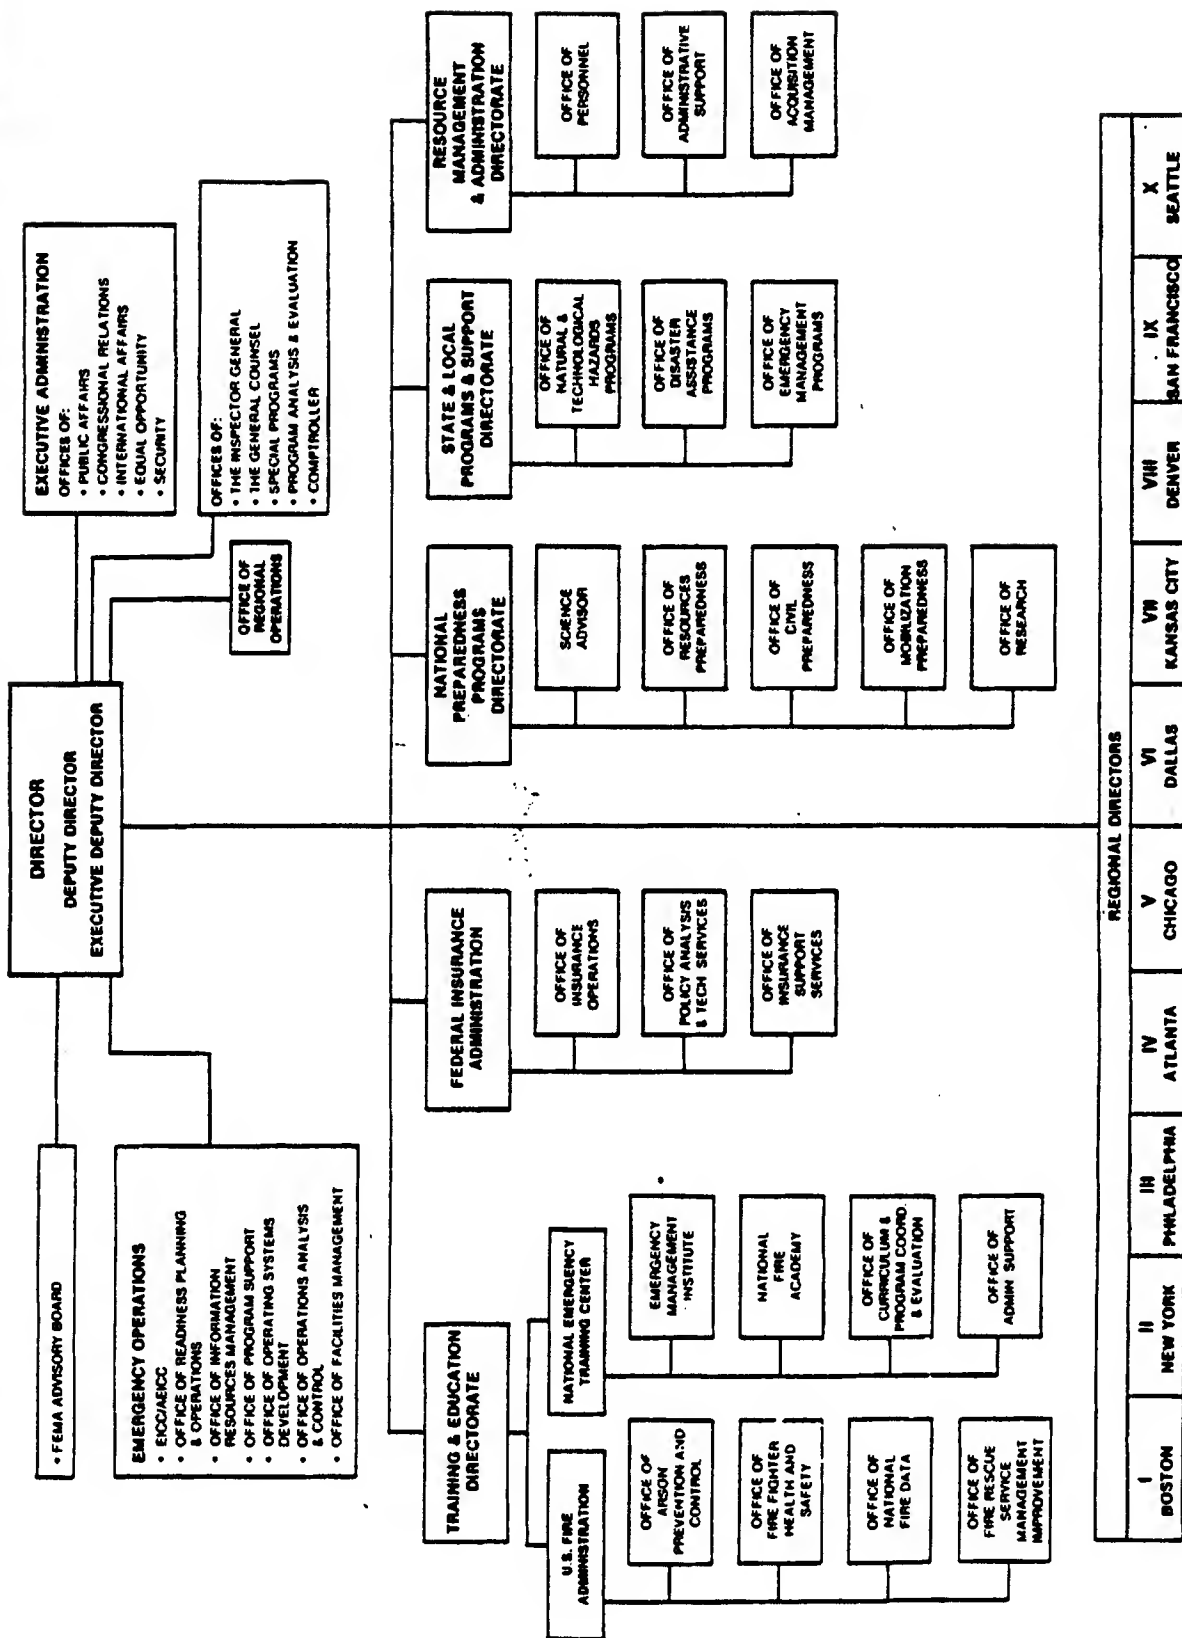 DIRECTOR
DEPUTY DIRECTOR
EXECUTIVE DEPUTY DIRECTOR
• FEMA ADVISORY BOARD
EMERGENCY OPERATIONS
• EICC/AEICC
• OFFICE OF READINESS PLANNING
& OPERATIONS
• OFFICE OF INFORMATION
RESOURCES MANAGEMENT
• OFFICE OF PROGRAM SUPPORT
• OFFICE OF OPERATING SYSTEMS
DEVELOPMENT
• OFFICE OF OPERATIONS ANALYSIS
& CONTROL
• OFFICE OF FACILITIES MANAGEMENT
EXECUTIVE ADMINISTRATION
OFFICES OF:
• PUBLIC AFFAIRS
• CONGRESSIONAL RELATIONS
• INTERNATIONAL AFFAIRS
• EQUAL OPPORTUNITY
• SECURITY
OFFICES OF:
• THE INSPECTOR GENERAL
• THE GENERAL COUNSEL
• SPECIAL PROGRAMS
• PROGRAM ANALYSIS & EVALUATION
• COMPTROLLER
OFFICE OF
REGIONAL
OPERATIONS
TRAINING & EDUCATION
DIRECTORATE
U.S. FIRE
ADMINISTRATION
OFFICE OF
ARSON
PREVENTION AND
CONTROL
OFFICE OF
FIRE FIGHTER
HEALTH AND
SAFETY
OFFICE OF
NATIONAL
FIRE DATA
OFFICE OF
FIRE RESCUE
SERVICE
MANAGEMENT
IMPROVEMENT
NATIONAL EMERGENCY
TRAINING CENTER
EMERGENCY
MANAGEMENT
INSTITUTE
NATIONAL
FIRE
ACADEMY
OFFICE OF
CURRICULUM &
PROGRAM COORD.
& EVALUATION
OFFICE OF
ADMIN SUPPORT
FEDERAL INSURANCE
ADMINISTRATION
OFFICE OF
INSURANCE
OPERATIONS
OFFICE OF
POLICY ANALYSIS
& TECH SERVICES
OFFICE OF
INSURANCE
SUPPORT
SERVICES
NATIONAL
PREPAREDNESS
PROGRAMS
DIRECTORATE
SCIENCE
ADVISOR
OFFICE OF
RESOURCES
PREPAREDNESS
OFFICE OF
CIVIL
PREPAREDNESS
OFFICE OF
MOBILIZATION
PREPAREDNESS
OFFICE OF
RESEARCH
STATE & LOCAL
PROGRAMS & SUPPORT
DIRECTORATE
OFFICE OF
NATURAL &
TECHNOLOGICAL
HAZARDS
PROGRAMS
OFFICE OF
DISASTER
ASSISTANCE
PROGRAMS
OFFICE OF
EMERGENCY
MANAGEMENT
PROGRAMS
RESOURCE
MANAGEMENT
& ADMINISTRATION
DIRECTORATE
OFFICE OF
PERSONNEL
OFFICE OF
ADMINISTRATIVE
SUPPORT
OFFICE OF
ACQUISITION
MANAGEMENT
REGIONAL DIRECTORS
I
BOSTON
II
NEW YORK
III
PHILADELPHIA
IV
ATLANTA
V
CHICAGO
VI
DALLAS
VII
KANSAS CITY
VIII
DENVER
IX
SAN FRANCISCO
X
SEATTLE